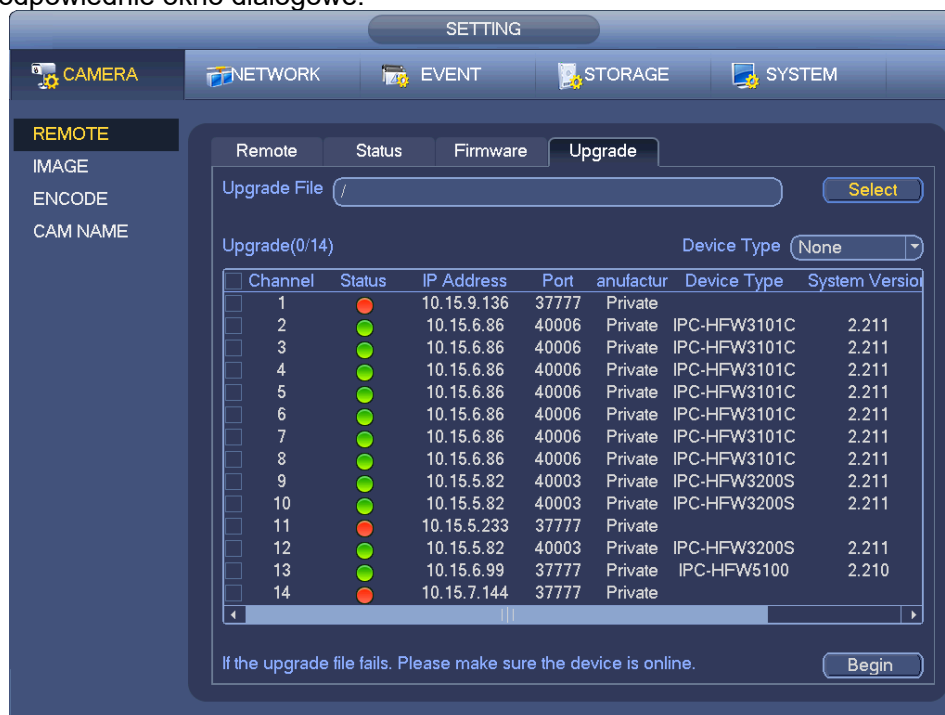 odpowiednie okno dialogowe.
SETTING
CAMERA NETWORK EVENT STORAGE SYSTEM
REMOTE
IMAGE
ENCODE
CAM NAME
Remote Status Firmware Upgrade
Upgrade File / Select
Upgrade(0/14) Device Type None
Channel Status IP Address Port anufactur Device Type System Version
1 10.15.9.136 37777 Private
2 10.15.6.86 40006 Private IPC-HFW3101C 2.211
3 10.15.6.86 40006 Private IPC-HFW3101C 2.211
4 10.15.6.86 40006 Private IPC-HFW3101C 2.211
5 10.15.6.86 40006 Private IPC-HFW3101C 2.211
6 10.15.6.86 40006 Private IPC-HFW3101C 2.211
7 10.15.6.86 40006 Private IPC-HFW3101C 2.211
8 10.15.6.86 40006 Private IPC-HFW3101C 2.211
9 10.15.5.82 40003 Private IPC-HFW3200S 2.211
10 10.15.5.82 40003 Private IPC-HFW3200S 2.211
11 10.15.5.233 37777 Private
12 10.15.5.82 40003 Private IPC-HFW3200S 2.211
13 10.15.6.99 37777 Private IPC-HFW5100 2.210
14 10.15.7.144 37777 Private
If the upgrade file fails. Please make sure the device is online. Begin